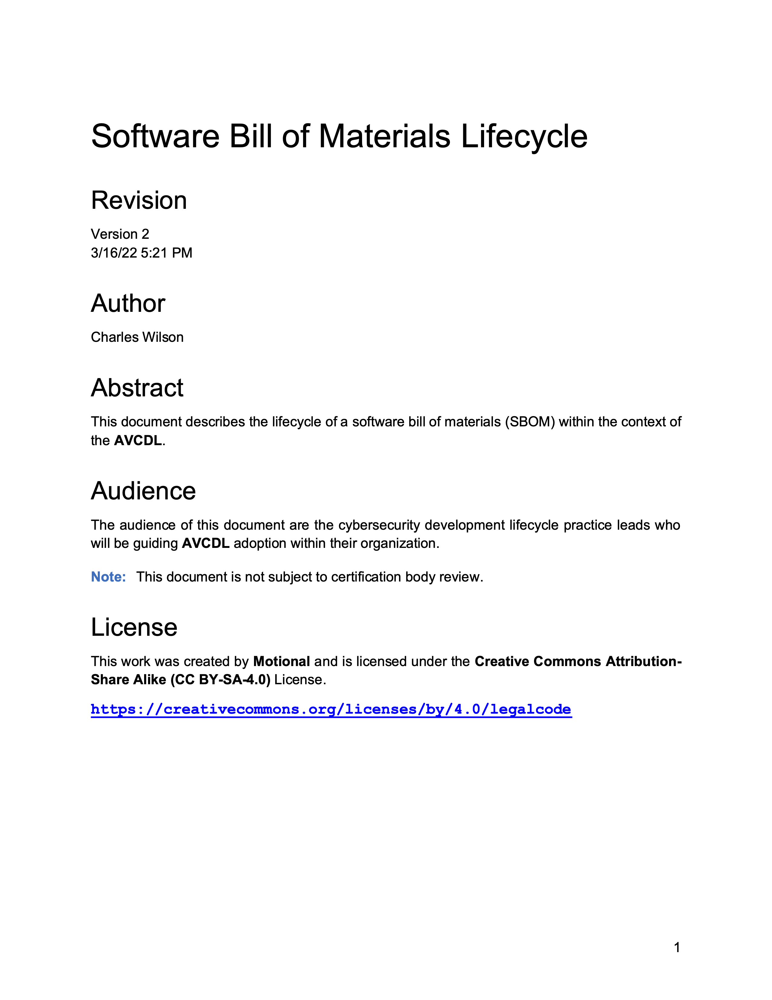 Software Bill of Materials Lifecycle
Revision
Version 2
3/16/22 5:21 PM
Author
Charles Wilson
Abstract
This document describes the lifecycle of a software bill of materials (SBOM) within the context of
the AVCDL.
Audience
The audience of this document are the cybersecurity development lifecycle practice leads who
will be guiding AVCDL adoption within their organization.
Note: This document is not subject to certification body review.
License
This work was created by Motional and is licensed under the Creative Commons Attribution-
Share Alike (CC BY-SA-4.0) License.
https://creativecommons.org/licenses/by/4.0/legalcode
1